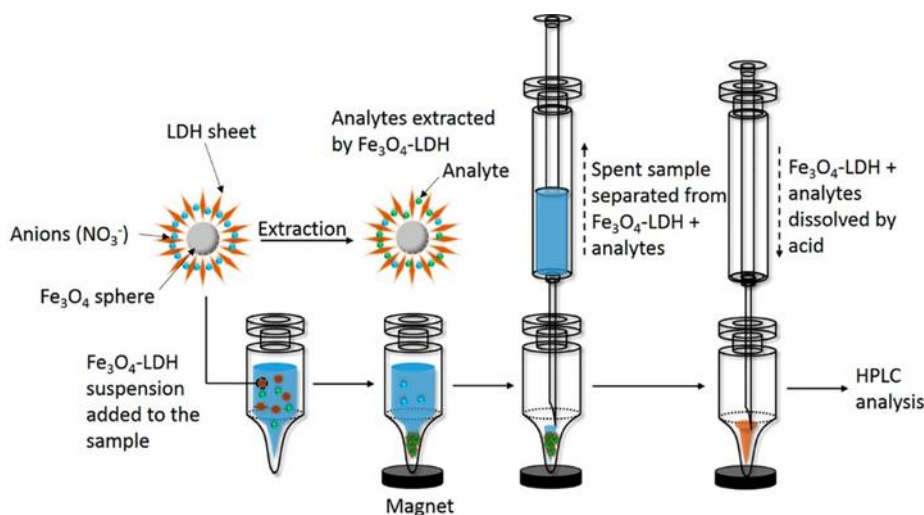 LDH sheet
Anions (NO₃⁻)
Fe₃O₄ sphere
Extraction
Analytes extracted
by Fe₃O₄-LDH
Analyte
Spent sample
separated from
Fe₃O₄-LDH +
analytes
Fe₃O₄-LDH +
analytes
dissolved by
acid
Fe₃O₄-LDH
suspension
added to the
sample
Magnet
HPLC
analysis